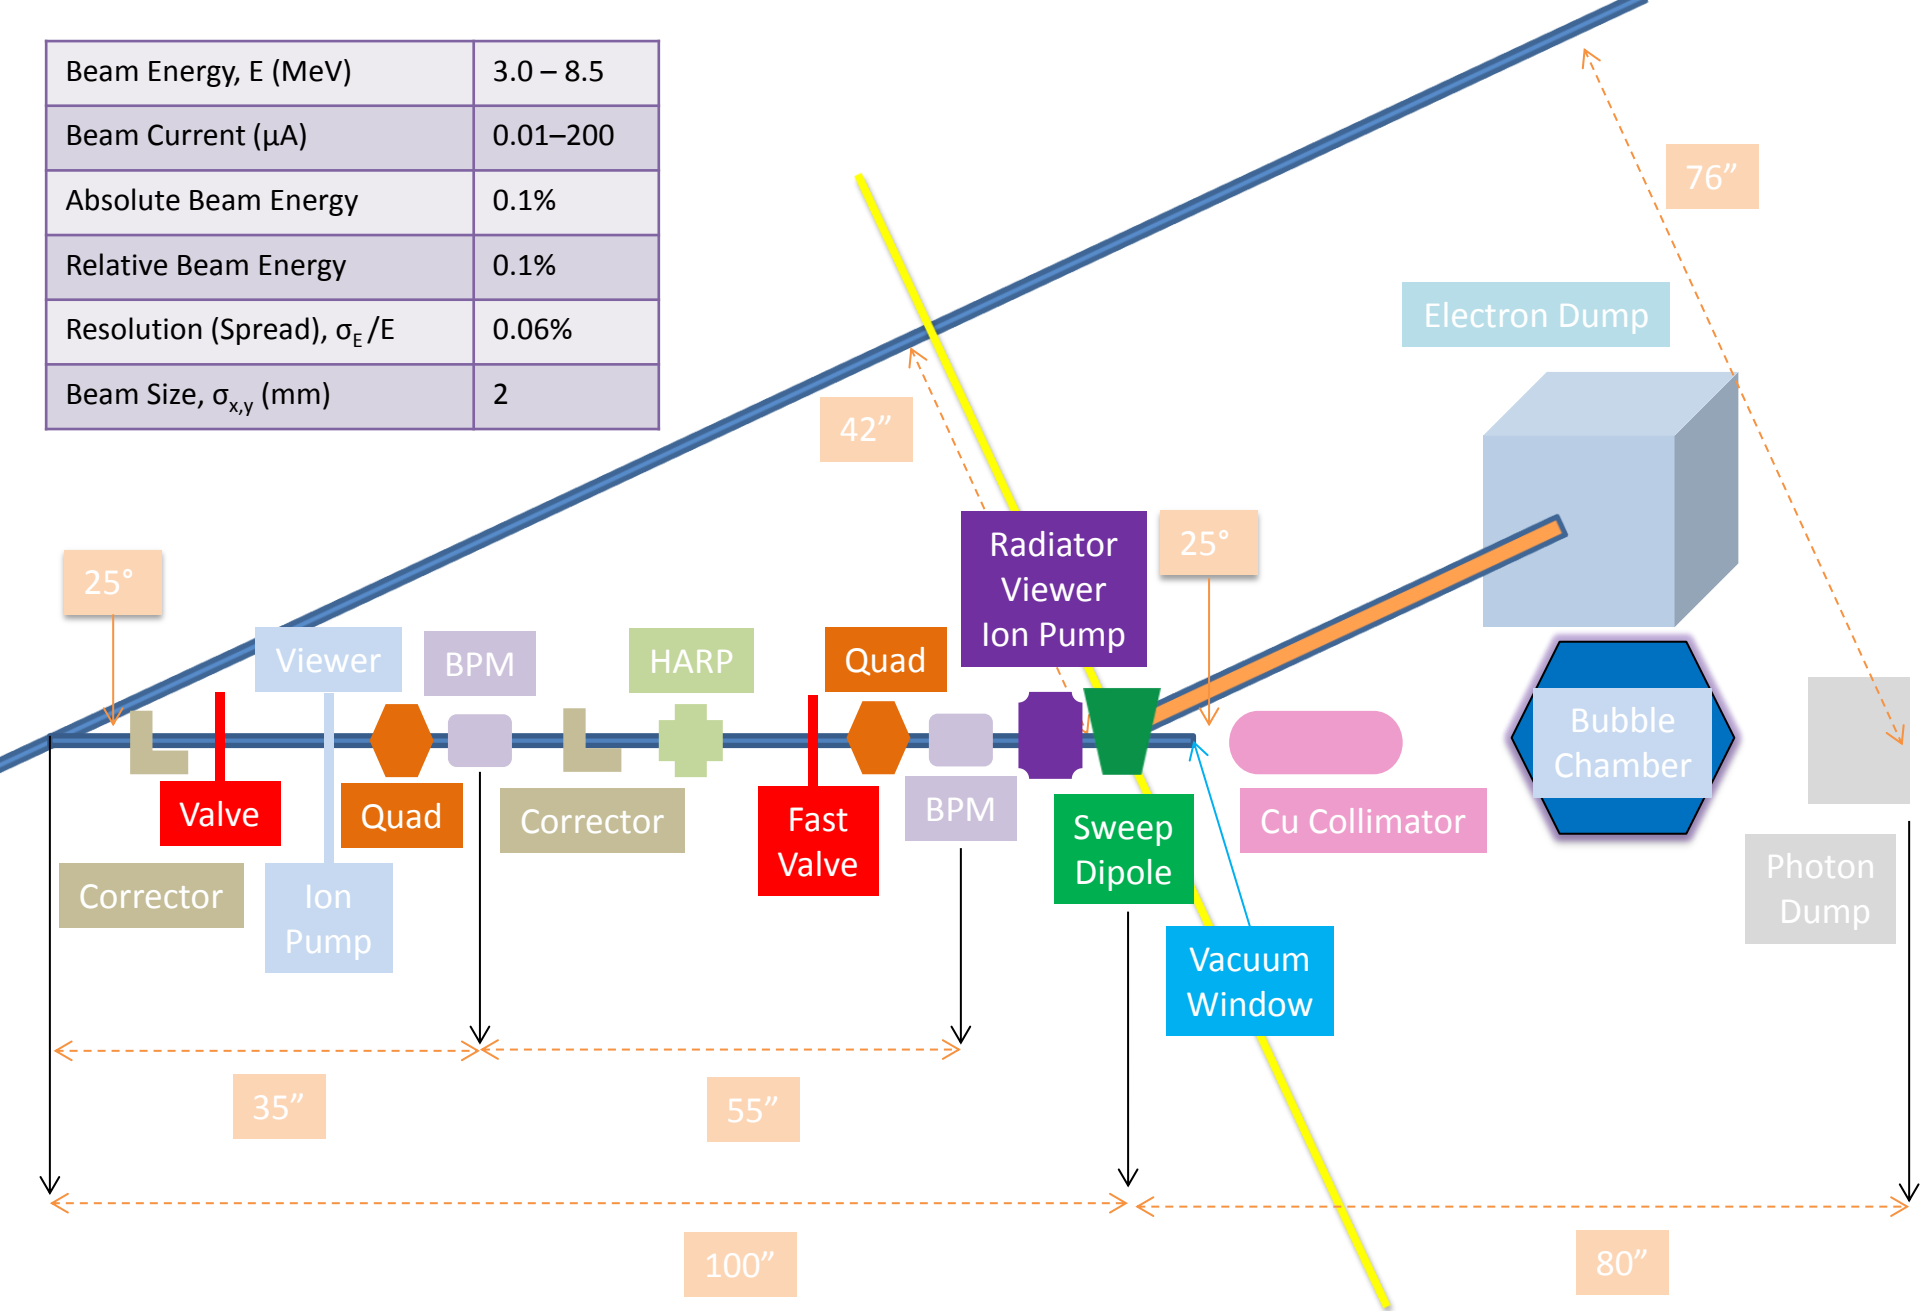 Beam Energy, E (MeV) 3.0 – 8.5
Beam Current (µA) 0.01–200
Absolute Beam Energy 0.1%
Relative Beam Energy 0.1%
Resolution (Spread), σE/E 0.06%
Beam Size, σx,y (mm) 2
76”
Electron Dump
42”
Radiator
Viewer
Ion Pump
25°
25°
Viewer
BPM
HARP
Quad
Bubble
Chamber
Valve
Quad
Corrector
Fast
Valve
BPM
Sweep
Dipole
Cu Collimator
Photon
Dump
Corrector
Ion
Pump
Vacuum
Window
35”
55”
100”
80”